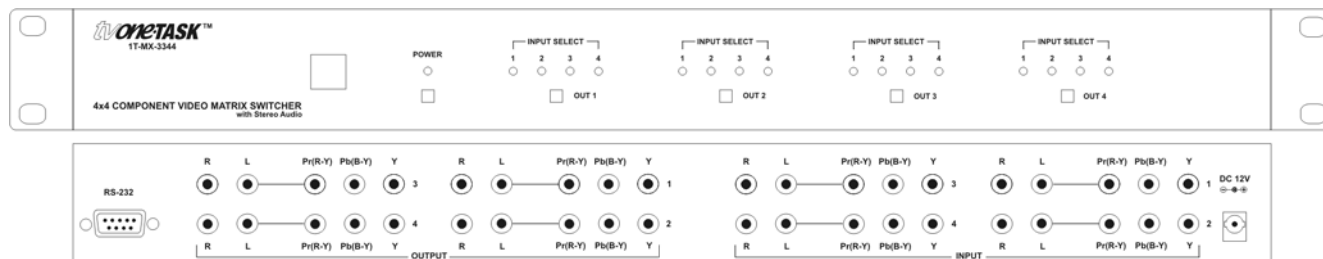 tvoneTASK™
1T-MX-3344
4x4 COMPONENT VIDEO MATRIX SWITCHER
with Stereo Audio
POWER
INPUT SELECT
1 2 3 4
OUT 1
INPUT SELECT
1 2 3 4
OUT 2
INPUT SELECT
1 2 3 4
OUT 3
INPUT SELECT
1 2 3 4
OUT 4
RS-232
R L Pr(R-Y) Pb(B-Y) Y R L Pr(R-Y) Pb(B-Y) Y R L Pr(R-Y) Pb(B-Y) Y R L Pr(R-Y) Pb(B-Y) Y
DC 12V
3 1 3 1
4 2 4 2
R L Pr(R-Y) Pb(B-Y) Y R L Pr(R-Y) Pb(B-Y) Y R L Pr(R-Y) Pb(B-Y) Y R L Pr(R-Y) Pb(B-Y) Y
OUTPUT INPUT